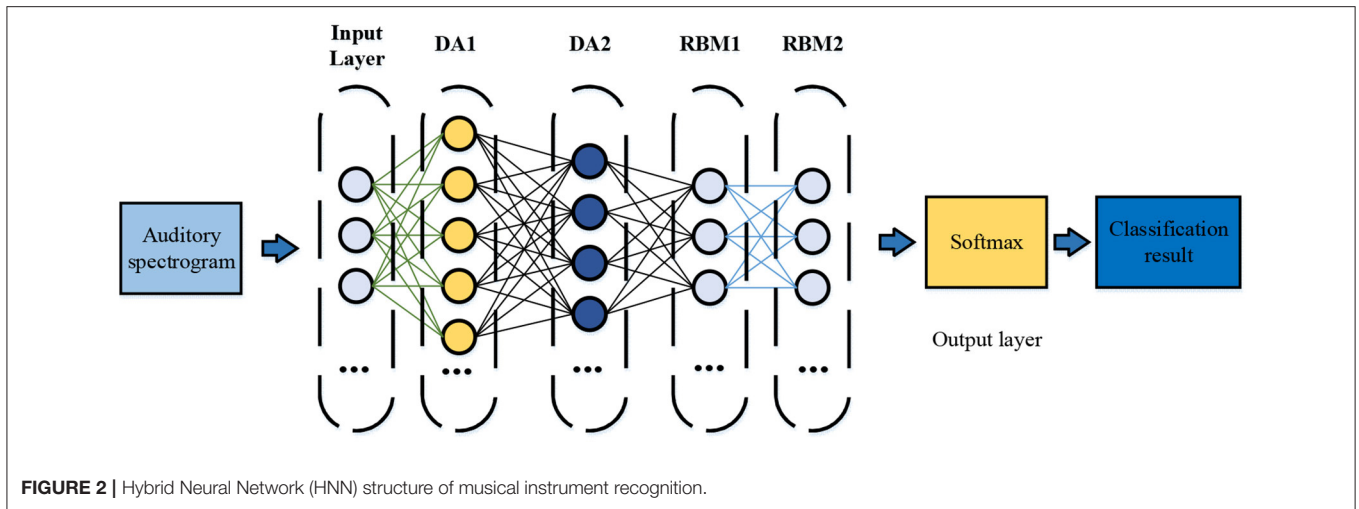 Input
Layer
DA1
DA2
RBM1
RBM2
Auditory
spectrogram
Softmax
Classification
result
Output layer
...
...
...
...
...
FIGURE 2 | Hybrid Neural Network (HNN) structure of musical instrument recognition.